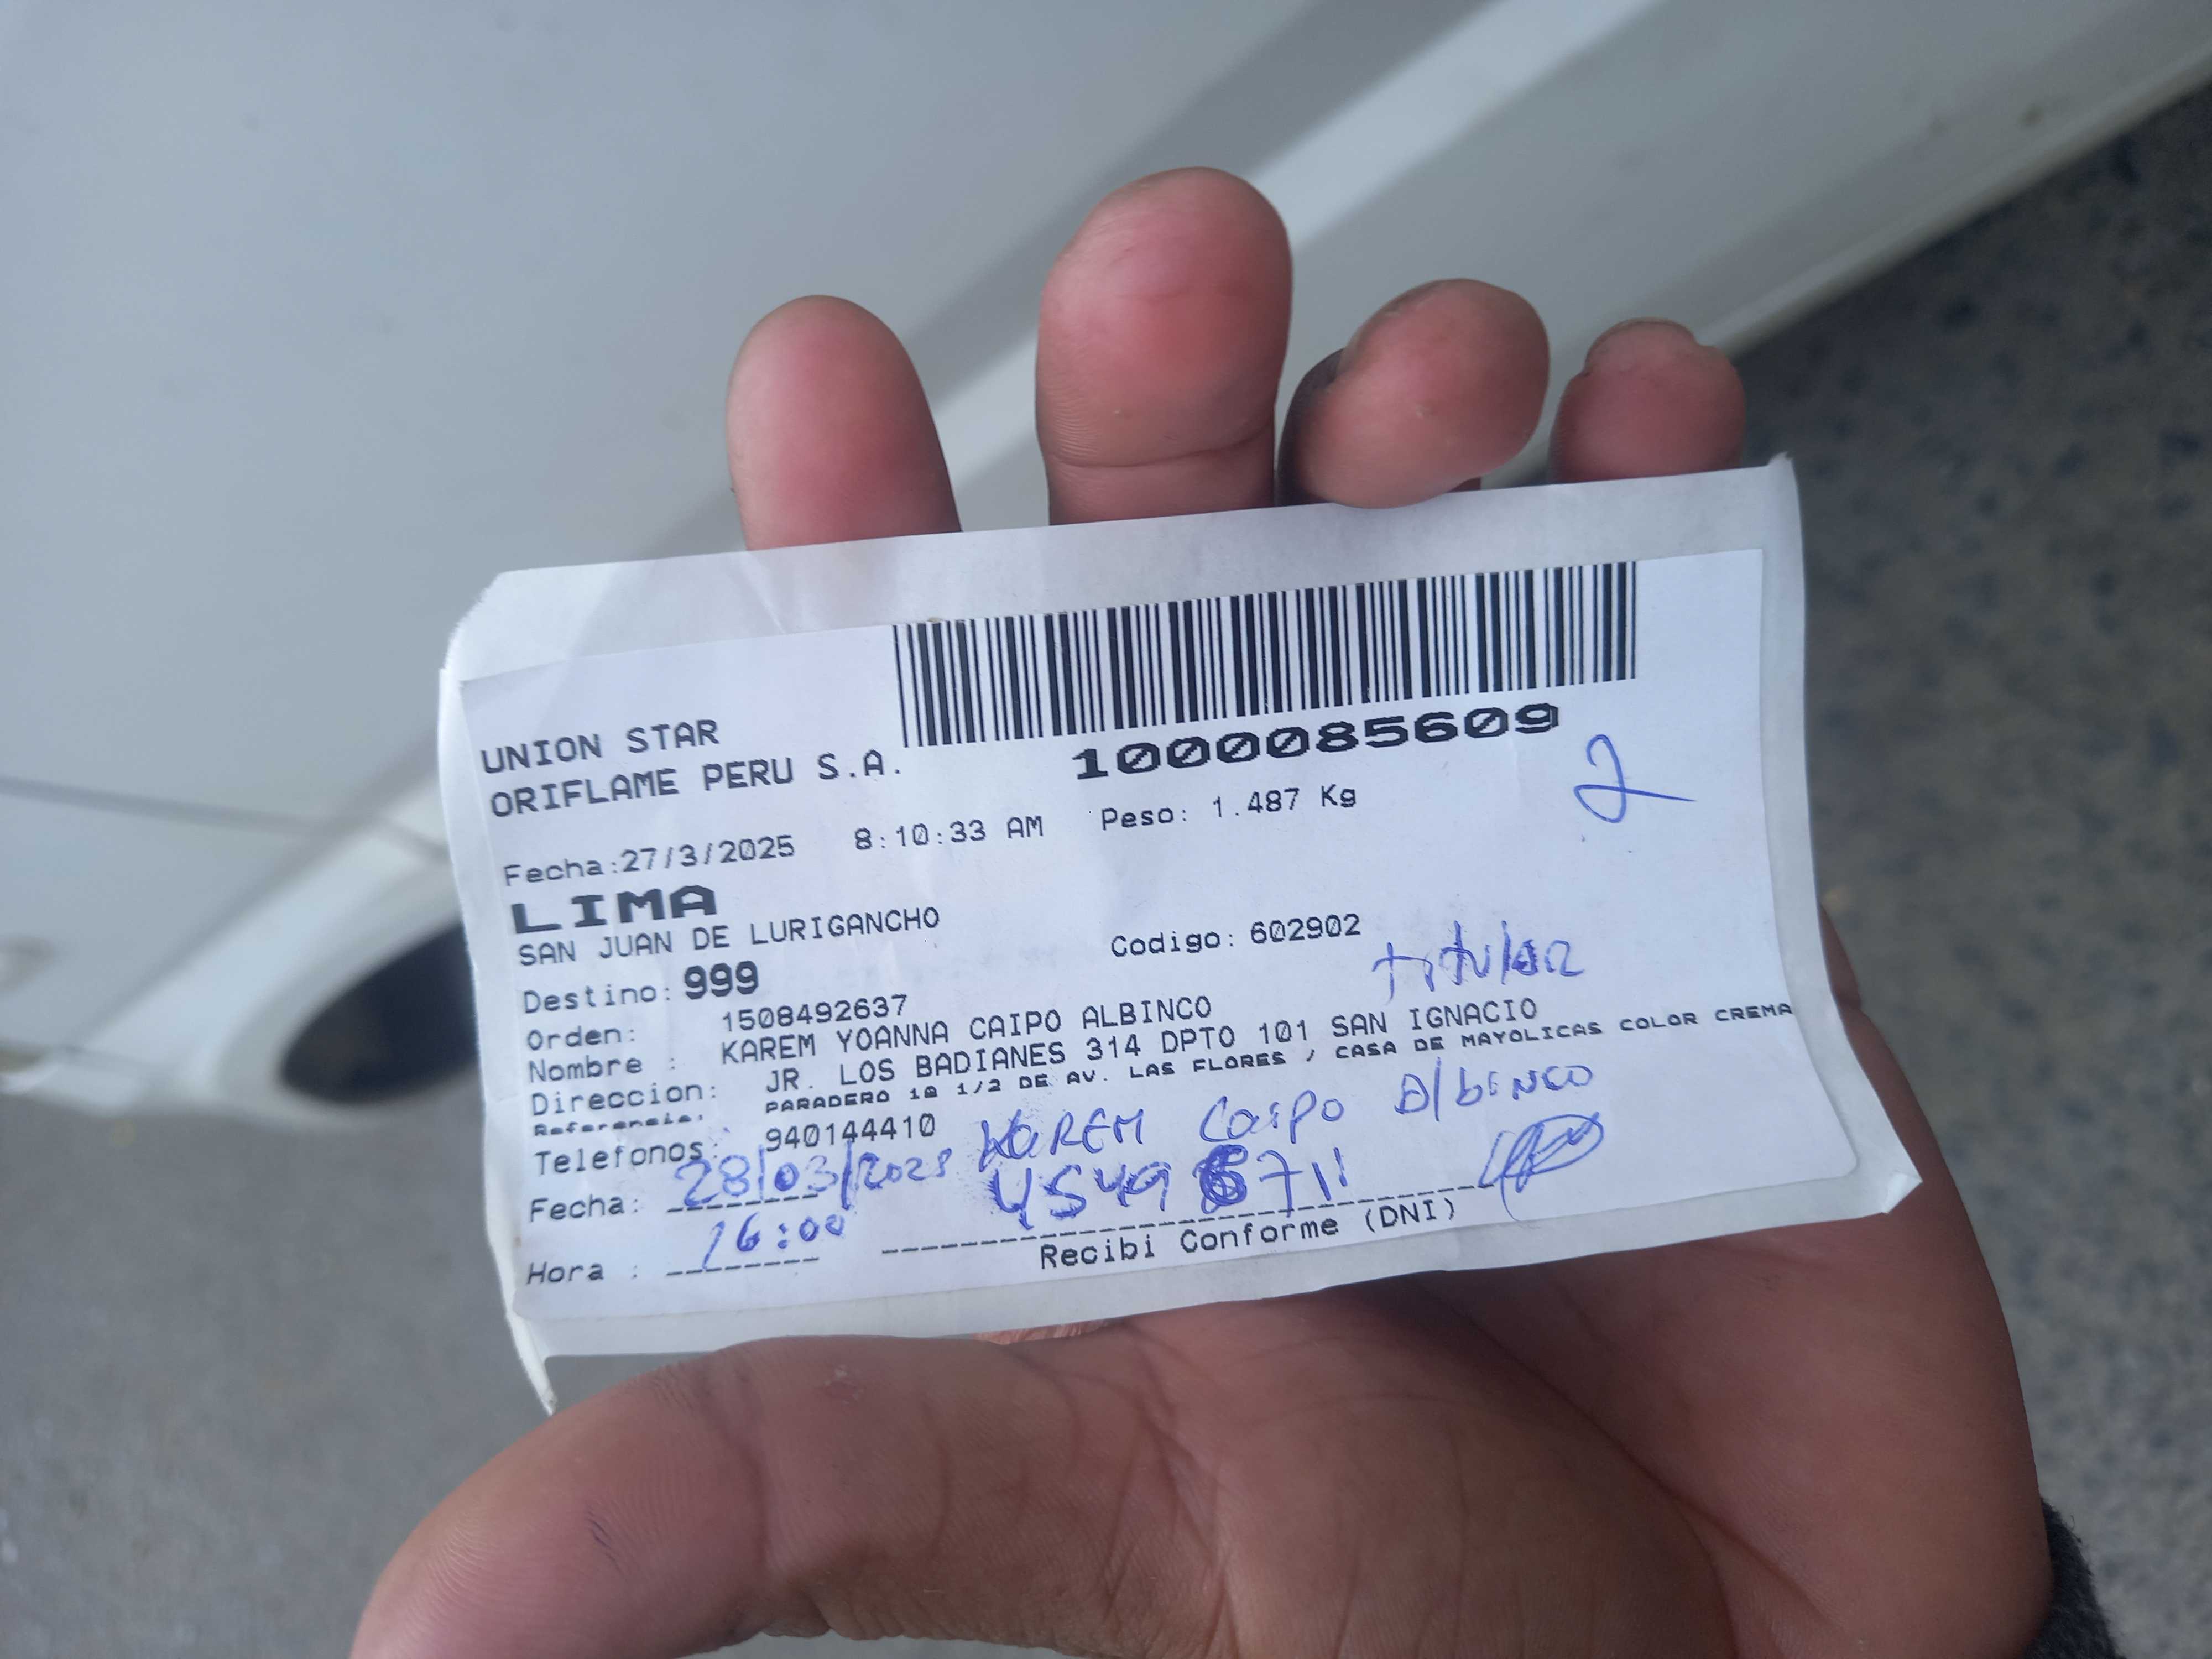 UNION STAR
ORIFLAME PERU S.A.
1000085609
2
Fecha:27/3/2025 8:10:33 AM Peso: 1.487 Kg
LIMA
SAN JUAN DE LURIGANCHO
Codigo: 602902
Destino: 999
titular
Orden: 1508492637
Nombre : KAREM YOANNA CAIPO ALBINCO
Direccion: JR. LOS BADIANES 314 DPTO 101 SAN IGNACIO
Referencia: PARADERO 1@ 1/2 DE AV. LAS FLORES / CASA DE MAYOLICAS COLOR CREMA
Telefonos: 940144410
KAREM Caipo Albinco
Fecha: 28/03/2025
45498711
Hora : 16:00
Recibi Conforme (DNI)